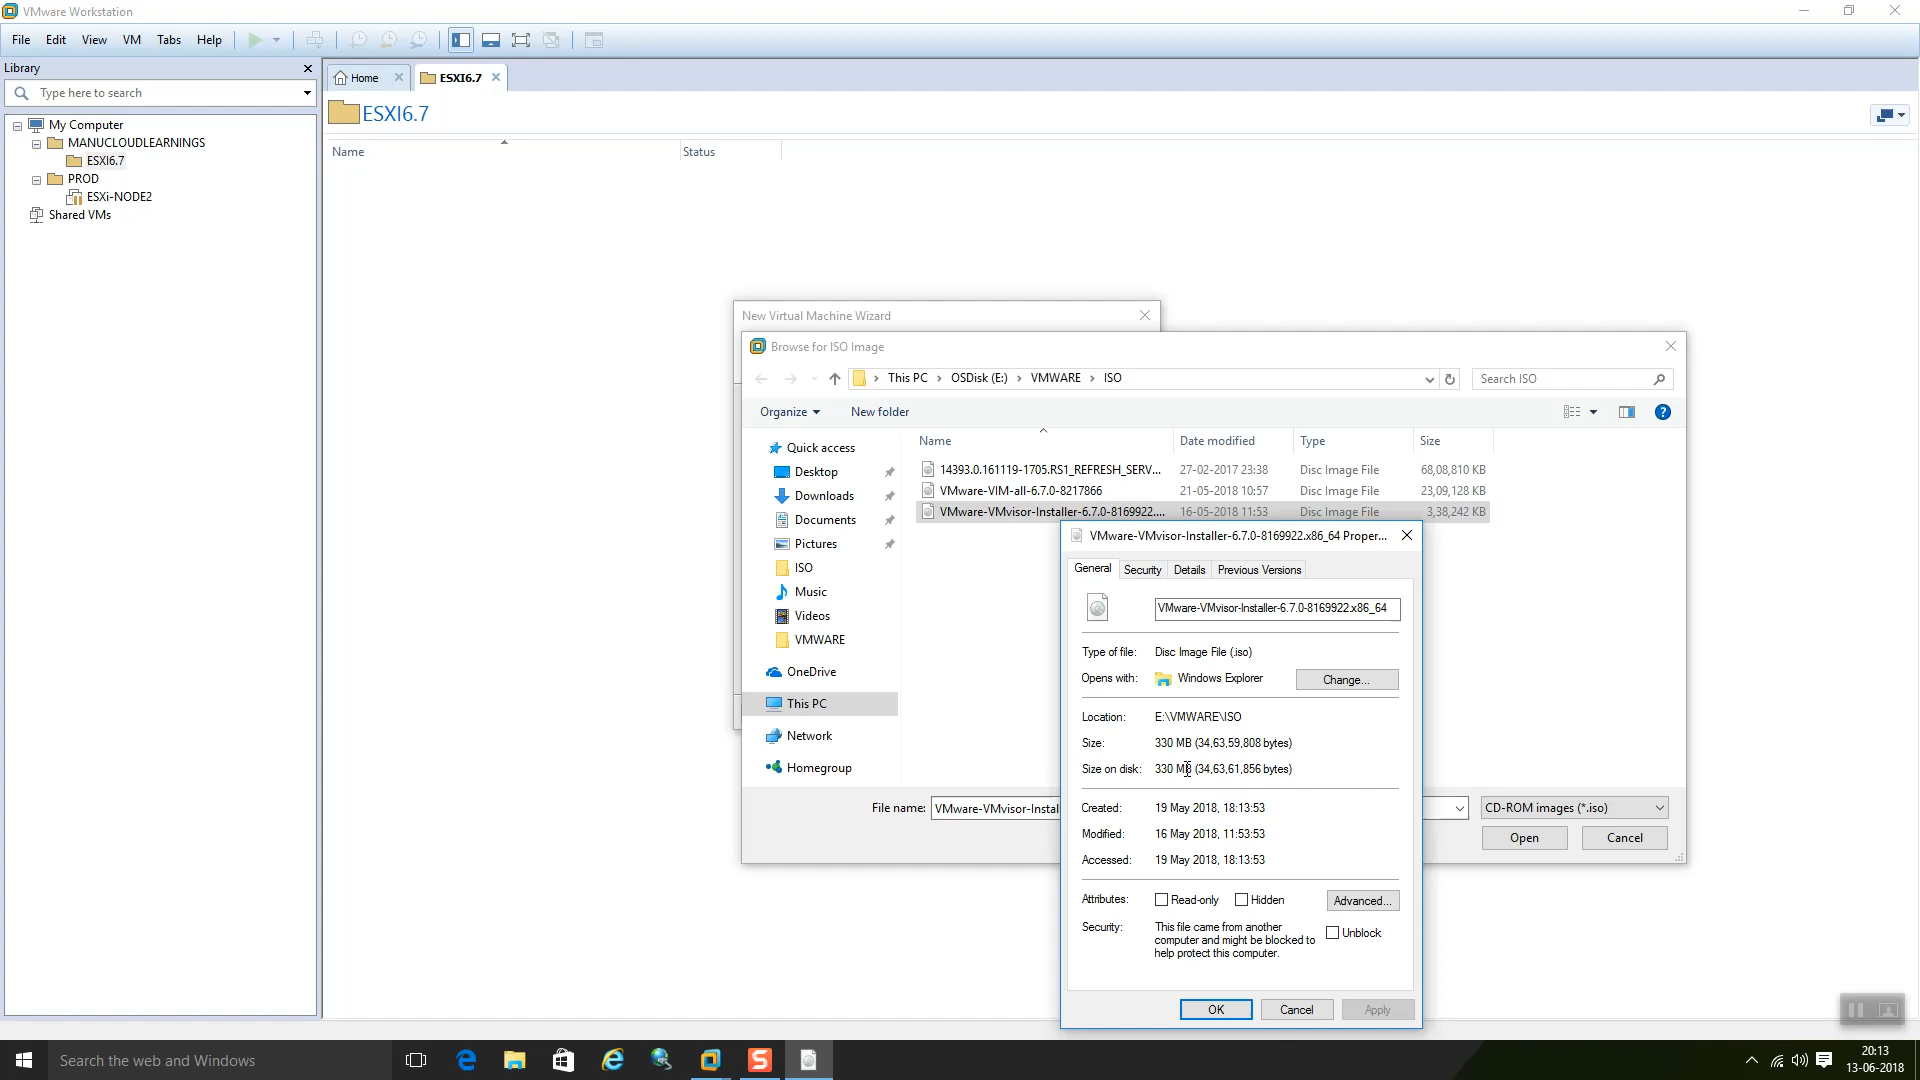 VMware Workstation
File Edit View VM Tabs Help
Library
Type here to search
My Computer
MANUCLOUDLEARNINGS
ESXI6.7
PROD
ESXi-NODE2
Shared VMs
Home
ESXI6.7
ESXI6.7
Name Status
New Virtual Machine Wizard
Browse for ISO Image
This PC OSDisk (E:) VMWARE ISO
Search ISO
Organize New folder
Quick access
Desktop
Downloads
Documents
Pictures
ISO
Music
Videos
VMWARE
OneDrive
This PC
Network
Homegroup
Name Date modified Type Size
14393.0.161119-1705.RS1_REFRESH_SERV... 27-02-2017 23:38 Disc Image File 68,08,810 KB
VMware-VIM-all-6.7.0-8217866 21-05-2018 10:57 Disc Image File 23,09,128 KB
VMware-VMvisor-Installer-6.7.0-8169922.... 16-05-2018 11:53 Disc Image File 3,38,242 KB
File name: VMware-VMvisor-Instal
CD-ROM images (*.iso)
Open Cancel
VMware-VMvisor-Installer-6.7.0-8169922.x86_64 Proper...
General Security Details Previous Versions
VMware-VMvisor-Installer-6.7.0-8169922.x86_64
Type of file: Disc Image File (.iso)
Opens with: Windows Explorer Change...
Location: E:\VMWARE\ISO
Size: 330 MB (34,63,59,808 bytes)
Size on disk: 330 MB (34,63,61,856 bytes)
Created: 19 May 2018, 18:13:53
Modified: 16 May 2018, 11:53:53
Accessed: 19 May 2018, 18:13:53
Attributes: Read-only Hidden Advanced...
Security: This file came from another
computer and might be blocked to
help protect this computer.
Unblock
OK Cancel Apply
Search the web and Windows
20:13
13-06-2018